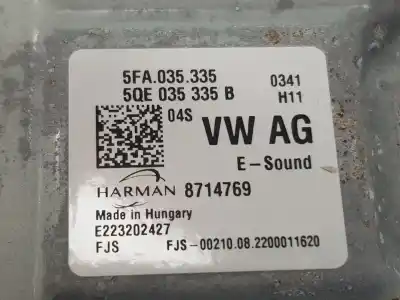 5FA.035.335 0341
5QE 035 335 B H11
04S VW AG
E-Sound
HARMAN 8714769
Made in Hungary
E223202427
FJS FJS-00210.08.2200011620